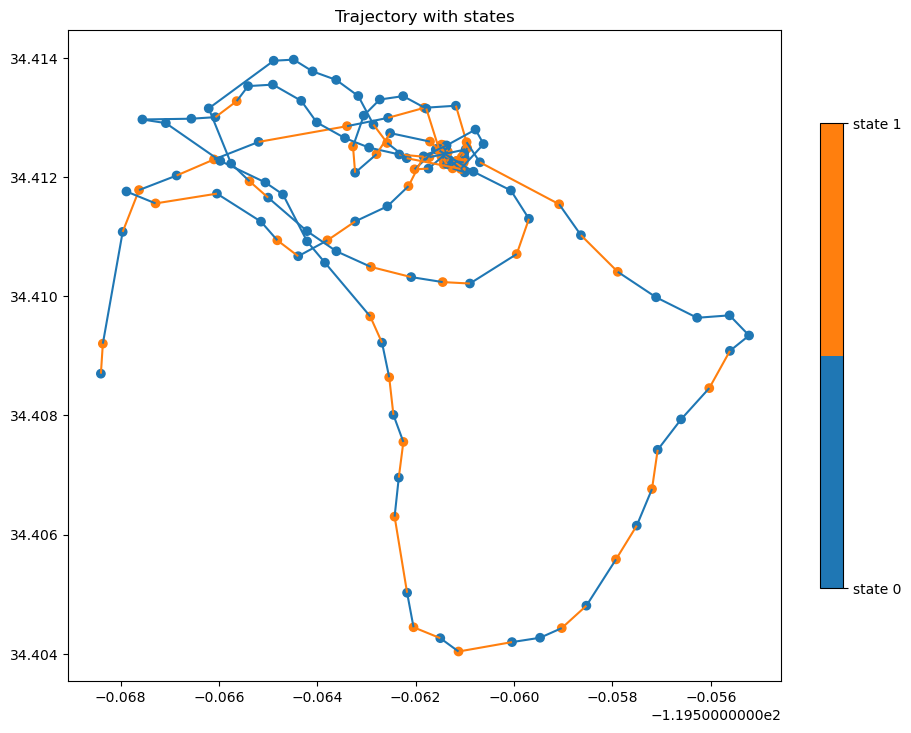 Trajectory with states
34.414
34.412
34.410
34.408
34.406
34.404
−0.068 −0.066 −0.064 −0.062 −0.060 −0.058 −0.056
−1.1950000000e2
state 1
state 0